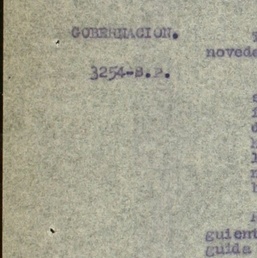 GOBERNACION.
novede
3254-B.P.
guient
guida